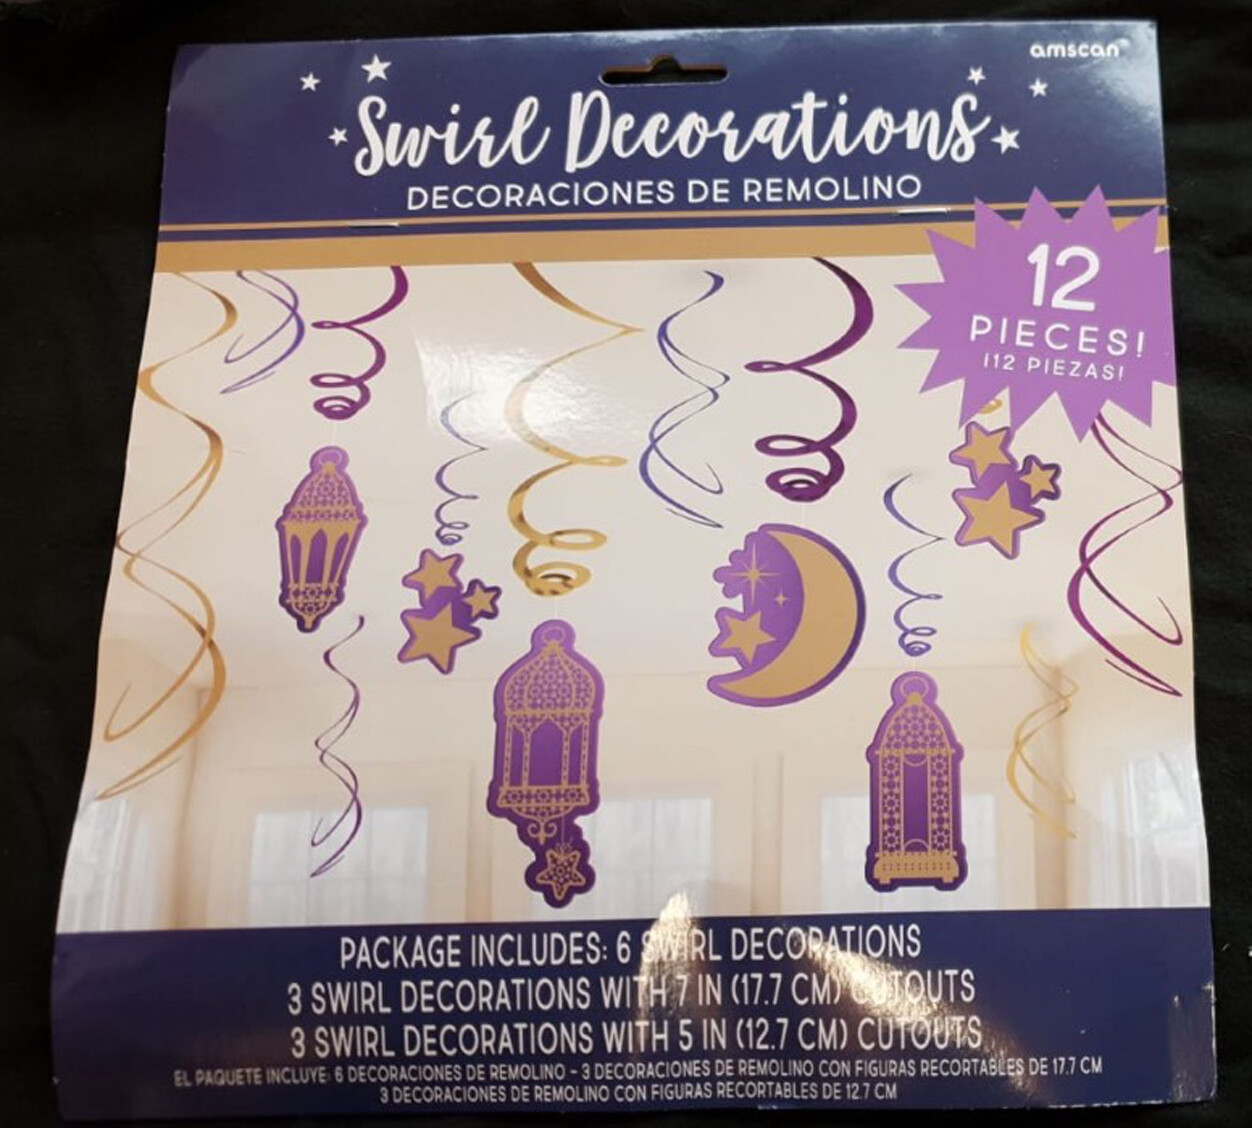 amscan®
Swirl Decorations
DECORACIONES DE REMOLINO
12
PIECES!
¡12 PIEZAS!
PACKAGE INCLUDES: 6 SWIRL DECORATIONS
3 SWIRL DECORATIONS WITH 7 IN (17.7 CM) CUTOUTS
3 SWIRL DECORATIONS WITH 5 IN (12.7 CM) CUTOUTS
EL PAQUETE INCLUYE: 6 DECORACIONES DE REMOLINO - 3 DECORACIONES DE REMOLINO CON FIGURAS RECORTABLES DE 17.7 CM
3 DECORACIONES DE REMOLINO CON FIGURAS RECORTABLES DE 12.7 CM